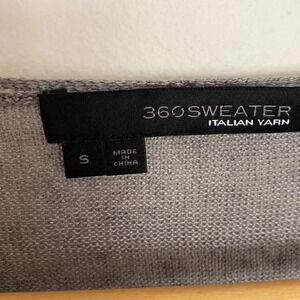 360SWEATER
ITALIAN YARN
S
MADE
IN
CHINA